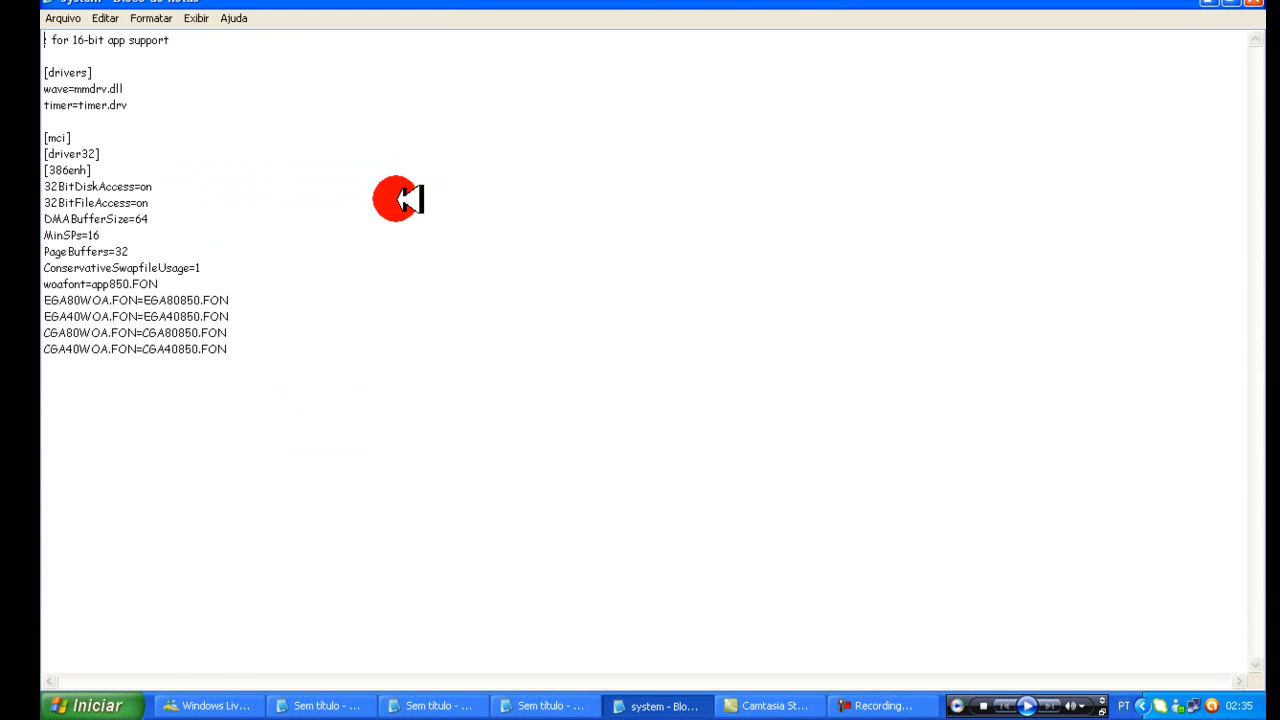 Arquivo Editar Formatar Exibir Ajuda
; for 16-bit app support
[drivers]
wave=mmdrv.dll
timer=timer.drv
[mci]
[driver32]
[386enh]
32BitDiskAccess=on
32BitFileAccess=on
DMABufferSize=64
MinSPs=16
PageBuffers=32
ConservativeSwapfileUsage=1
woafont=app850.FON
EGA80WOA.FON=EGA80850.FON
EGA40WOA.FON=EGA40850.FON
CGA80WOA.FON=CGA80850.FON
CGA40WOA.FON=CGA40850.FON
Iniciar Windows Liv... Sem título - ... Sem título - ... Sem título - ... system - Blo... Camtasia St... Recording... PT 02:35